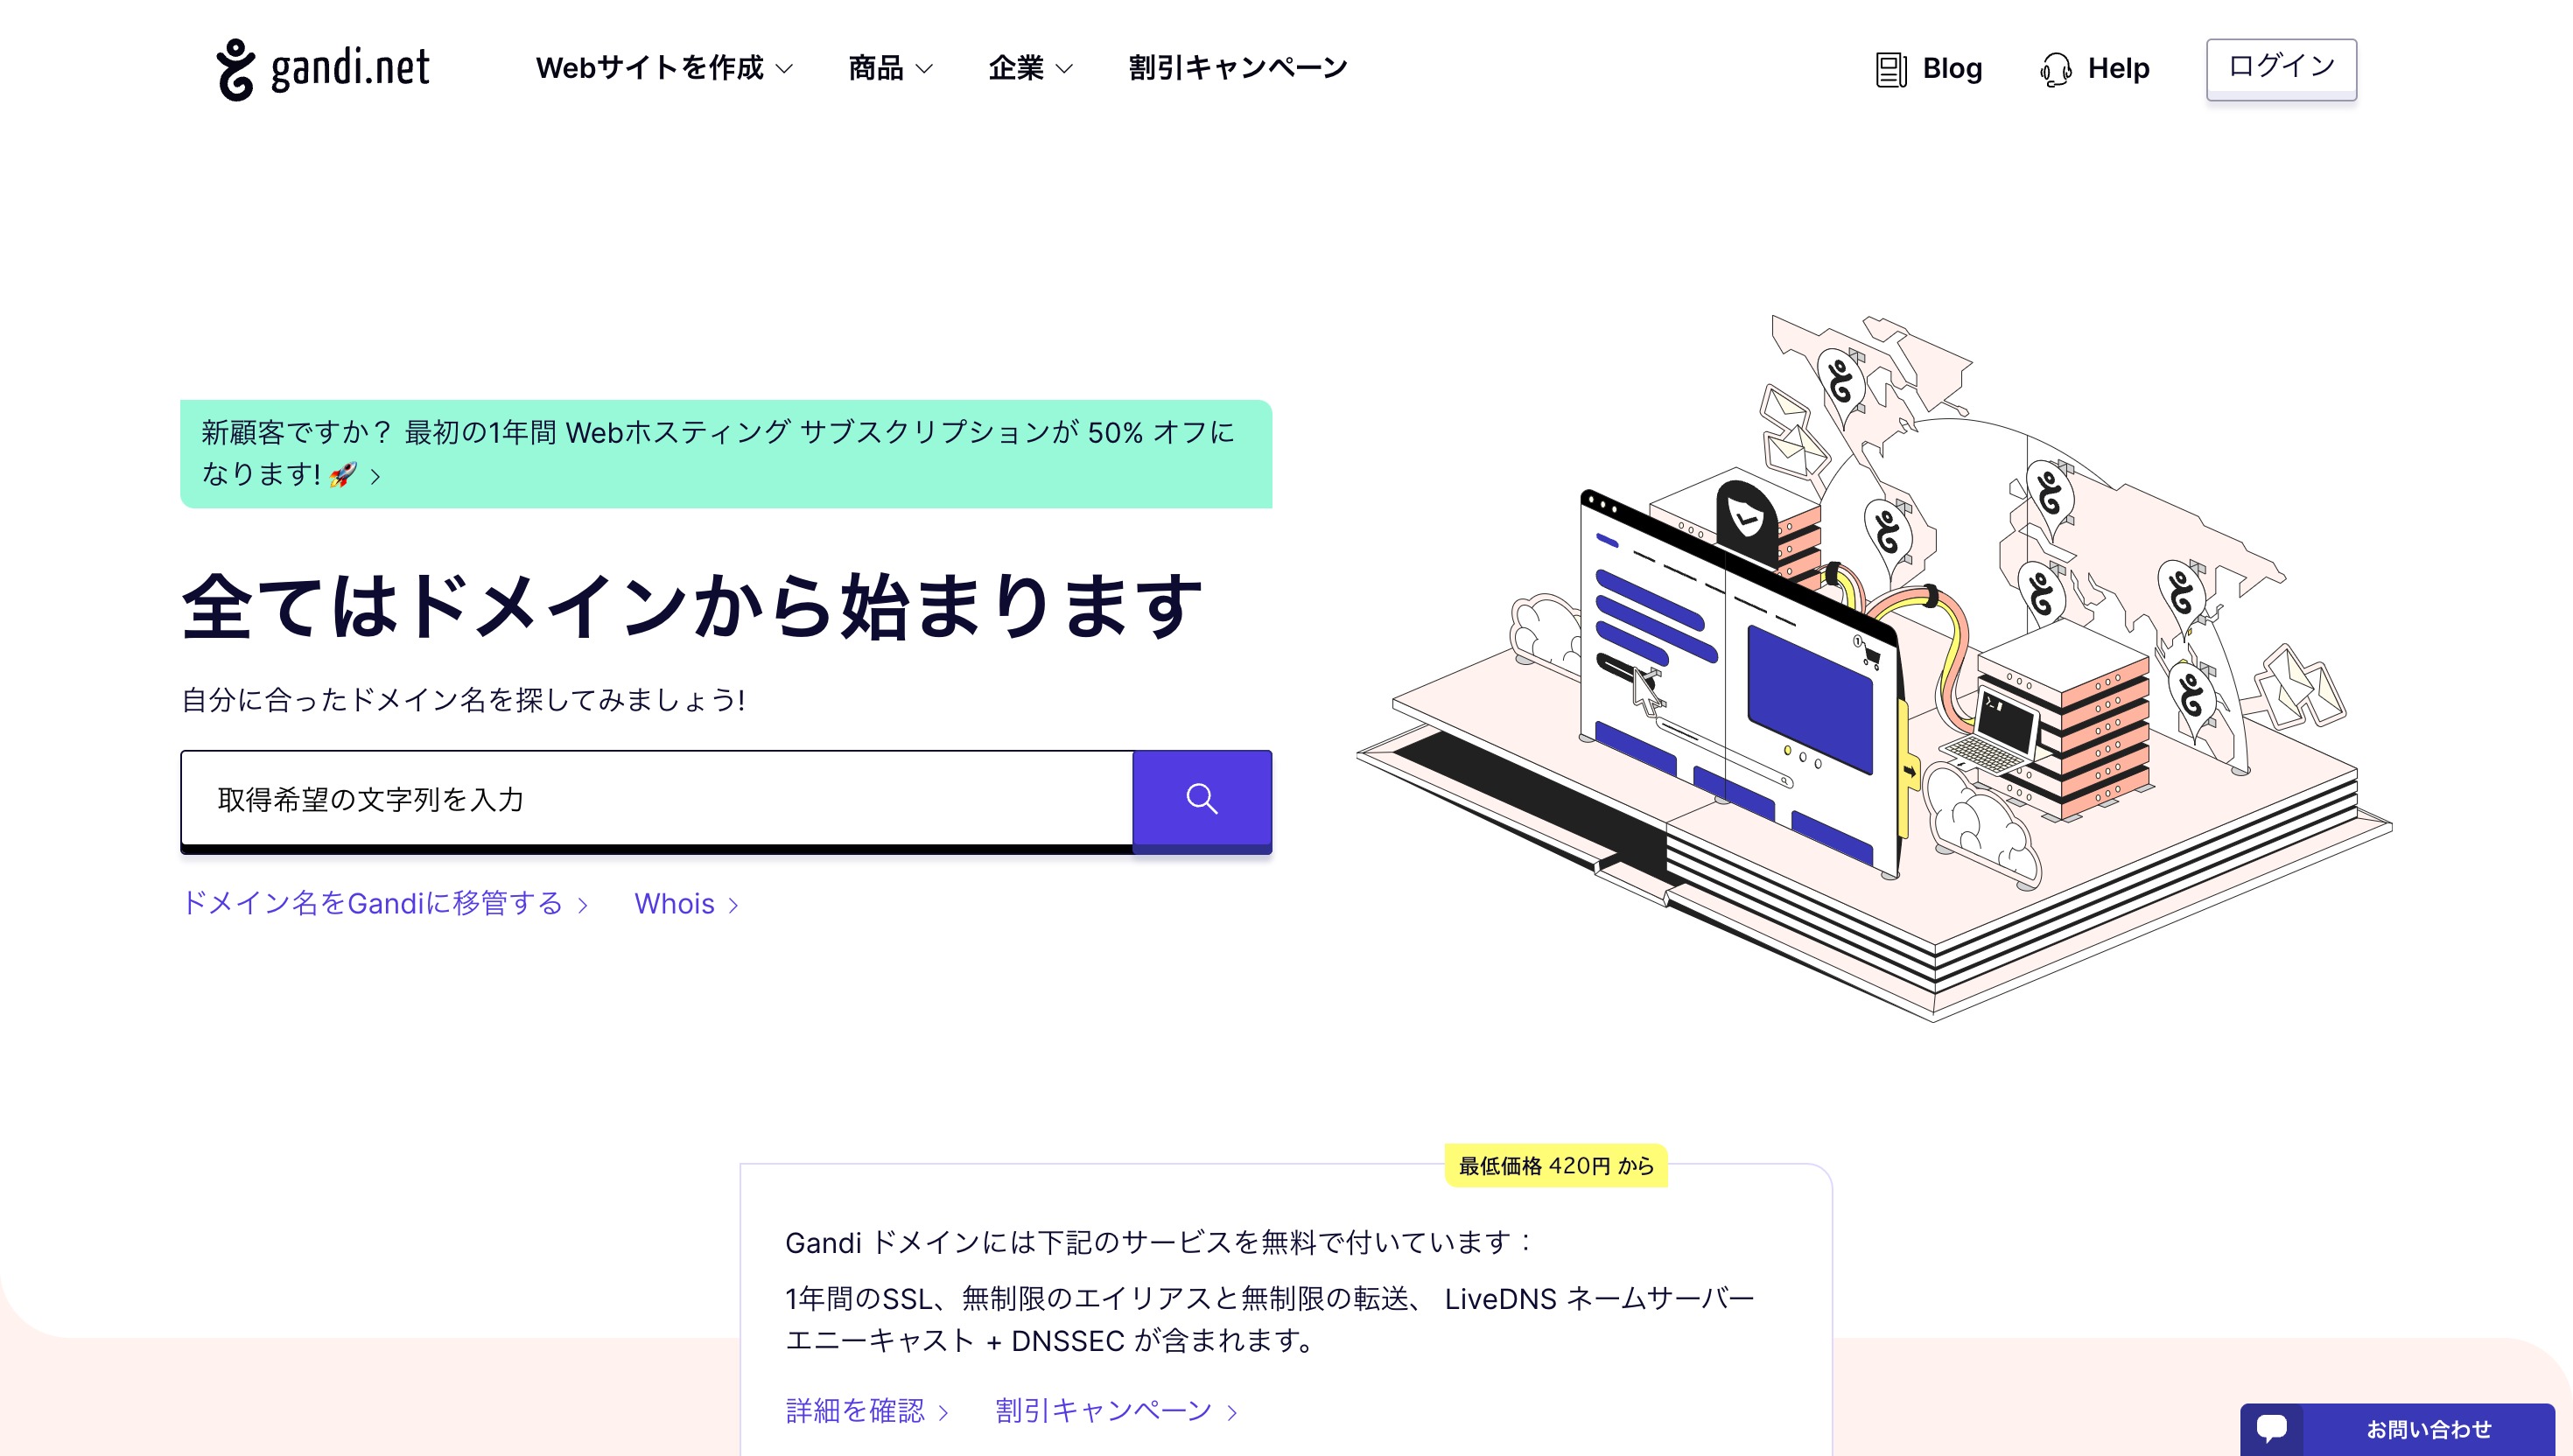 gandi.net
Webサイトを作成
商品
企業
割引キャンペーン
Blog
Help
ログイン
新顧客ですか？ 最初の1年間 Webホスティング サブスクリプションが 50% オフに
なります! 🚀
全てはドメインから始まります
自分に合ったドメイン名を探してみましょう!
取得希望の文字列を入力
ドメイン名をGandiに移管する
Whois
最低価格 420円 から
Gandi ドメインには下記のサービスを無料で付いています：
1年間のSSL、無制限のエイリアスと無制限の転送、 LiveDNS ネームサーバー
エニーキャスト + DNSSEC が含まれます。
詳細を確認
割引キャンペーン
お問い合わせ